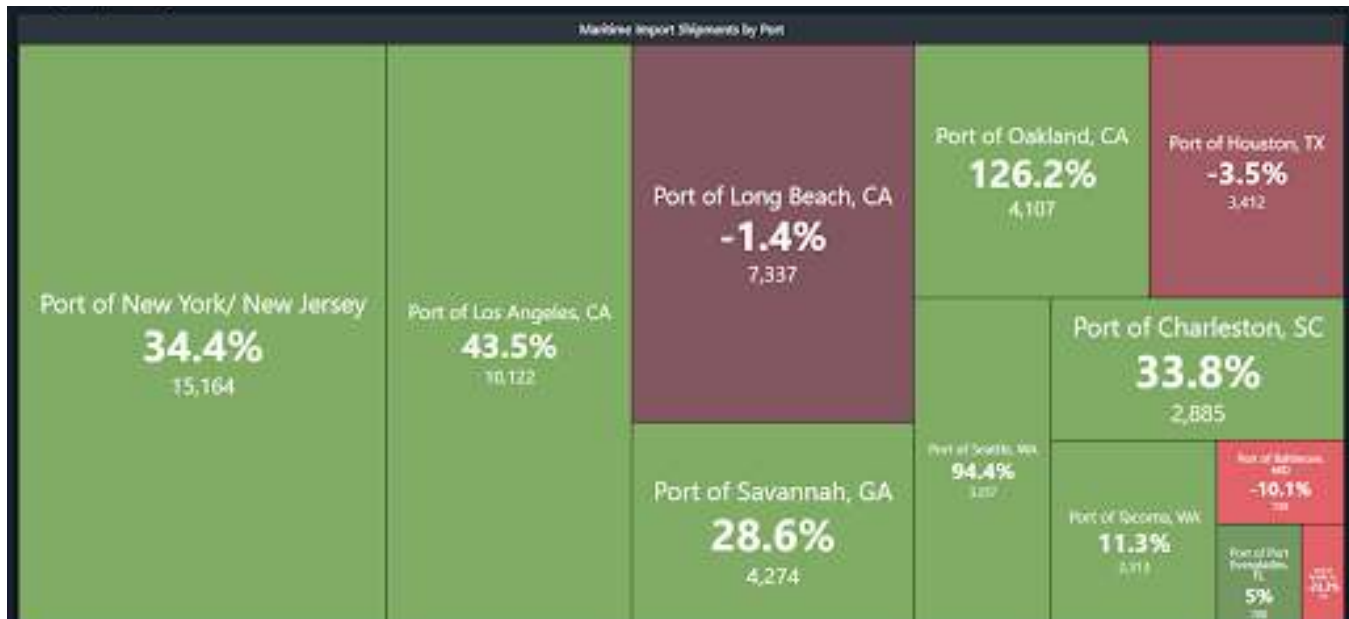 Maritime Import Shipments by Port
Port of New York/ New Jersey
34.4%
15,164
Port of Los Angeles, CA
43.5%
10,122
Port of Long Beach, CA
-1.4%
7,337
Port of Savannah, GA
28.6%
4,274
Port of Oakland, CA
126.2%
4,107
Port of Houston, TX
-3.5%
3,412
Port of Seattle, WA
94.4%
Port of Charleston, SC
33.8%
2,885
Port of Tacoma, WA
11.3%
Port of Baltimore,
MD
-10.1%
Port of Port
Everglades,
FL
5%